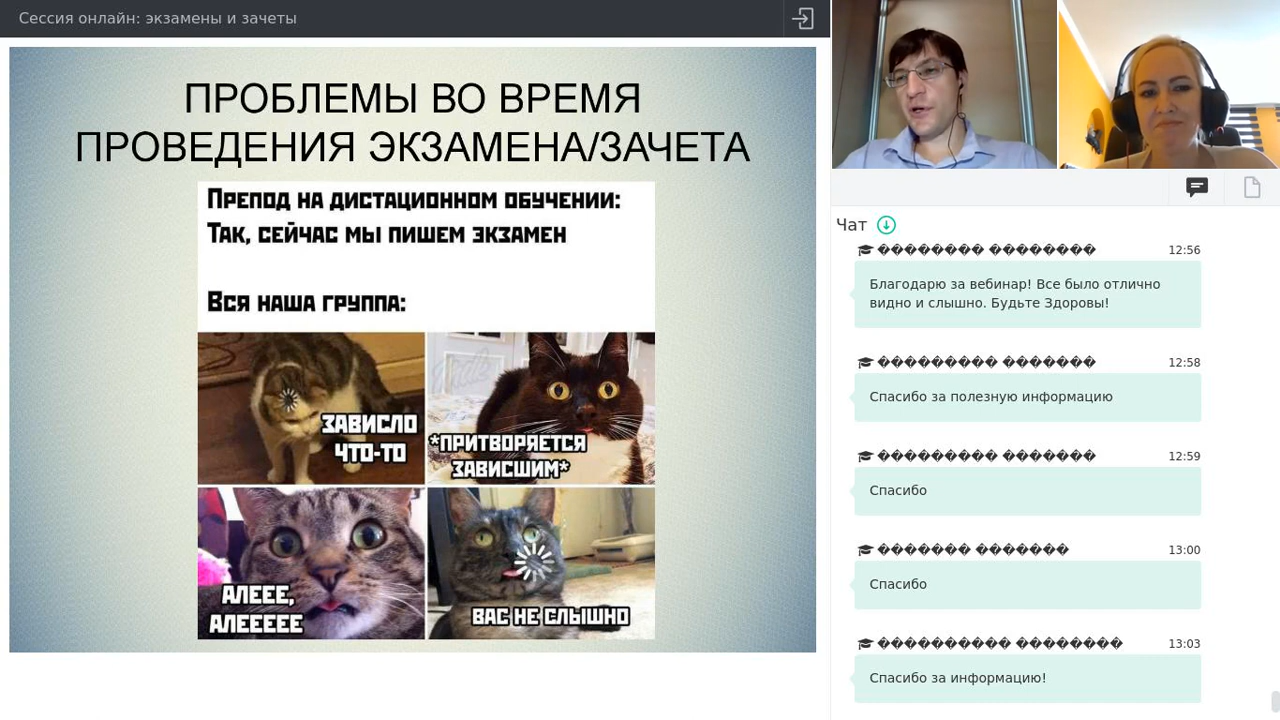 Сессия онлайн: экзамены и зачеты
ПРОБЛЕМЫ ВО ВРЕМЯ
ПРОВЕДЕНИЯ ЭКЗАМЕНА/ЗАЧЕТА
Препод на дистационном обучении:
Так, сейчас мы пишем экзамен
Вся наша группа:
ЗАВИСЛО
ЧТО-ТО
*ПРИТВОРЯЕТСЯ
ЗАВИСШИМ*
АЛЕЕЕ,
АЛЕЕЕЕЕ
ВАС НЕ СЛЫШНО
Чат
12:56
Благодарю за вебинар! Все было отлично
видно и слышно. Будьте Здоровы!
12:58
Спасибо за полезную информацию
12:59
Спасибо
13:00
Спасибо
13:03
Спасибо за информацию!